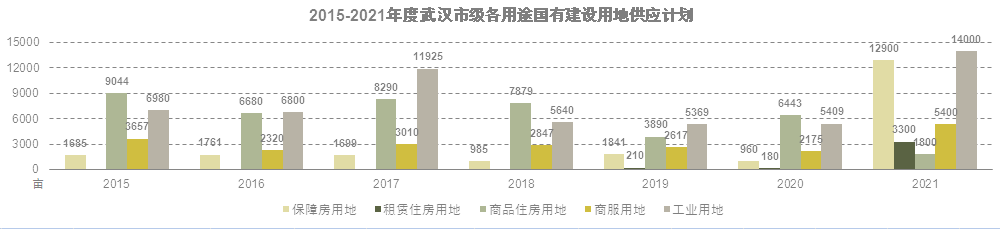 2015-2021年度武汉市级各用途国有建设用地供应计划
15000
12000
9000
6000
3000
0
亩
1685 9044 3657 6980
1761 6680 2320 6800
1699 8290 3010 11925
985 7879 2847 5640
1841 210 3890 2617 5369
960 180 6443 2175 5409
12900 3300 1800 5400 14000
2015 2016 2017 2018 2019 2020 2021
保障房用地 租赁住房用地 商品住房用地 商服用地 工业用地